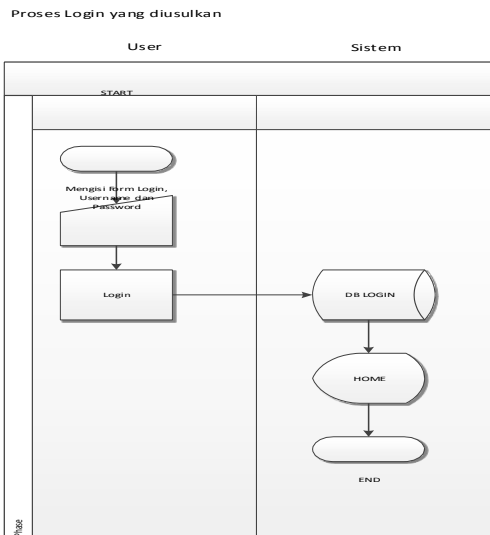 Proses Login yang diusulkan
User
Sistem
START
Mengisi form Login,
Username dan
Password
Login
DB LOGIN
HOME
END
Phase